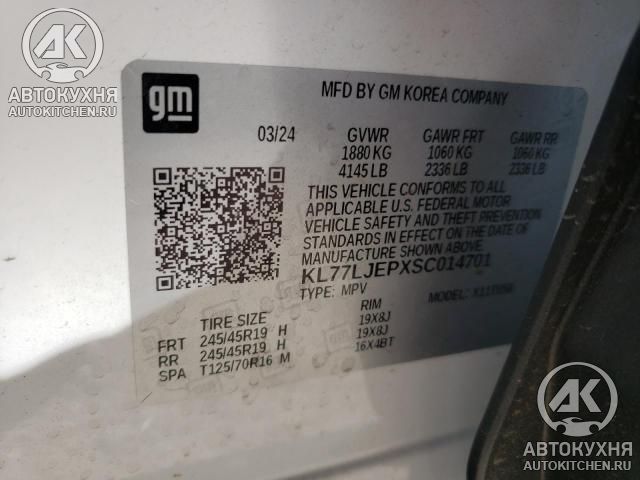 АК
АВТОКУХНЯ
AUTOKITCHEN.RU
gm
MFD BY GM KOREA COMPANY
03/24 GVWR GAWR FRT GAWR RR
1880 KG 1060 KG 1060 KG
4145 LB 2336 LB 2336 LB
THIS VEHICLE CONFORMS TO ALL
APPLICABLE U.S. FEDERAL MOTOR
VEHICLE SAFETY AND THEFT PREVENTION
STANDARDS IN EFFECT ON THE DATE OF
MANUFACTURE SHOWN ABOVE.
KL77LJEPXSC014701
TYPE: MPV MODEL:
TIRE SIZE RIM
FRT 245/45R19 H 19X8J
RR 245/45R19 H 19X8J
SPA T125/70R16 M 16X4BT
АК
АВТОКУХНЯ
AUTOKITCHEN.RU